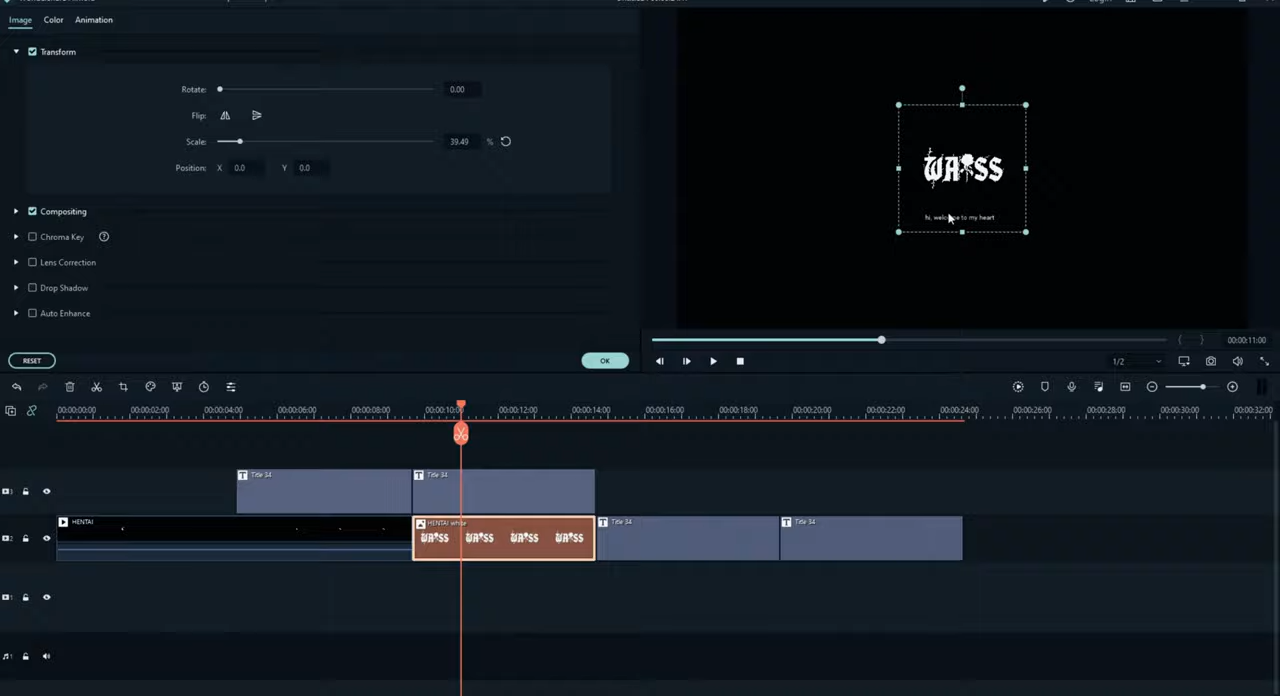 Image Color Animation
Transform
Rotate: 0.00
Flip:
Scale: 39.49 %
Position: X 0.0 Y 0.0
Compositing
Chroma Key
Lens Correction
Drop Shadow
Auto Enhance
RESET OK
WA SS
hi, welcome to my heart
00:00:11:00
1/2
00:00:00:00 00:00:02:00 00:00:04:00 00:00:06:00 00:00:08:00 00:00:10:00 00:00:12:00 00:00:14:00 00:00:16:00 00:00:18:00 00:00:20:00 00:00:22:00 00:00:24:00 00:00:26:00 00:00:28:00 00:00:30:00 00:00:32:00
3 Title 34 Title 34
2 HENTAI HENTAI white Title 34 Title 34
WA SS WA SS WA SS WA SS
1
1